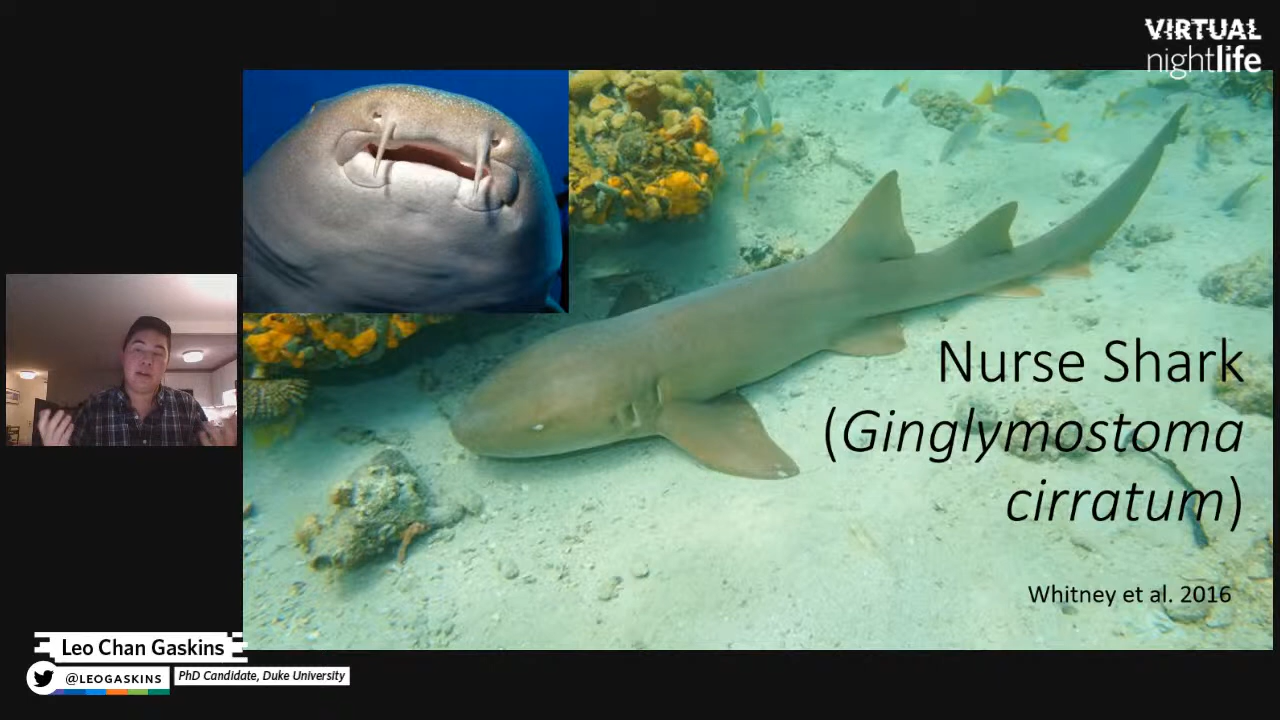 VIRTUAL
nightlife
Nurse Shark
(Ginglymostoma
cirratum)
Whitney et al. 2016
Leo Chan Gaskins
@LEOGASKINS
PhD Candidate, Duke University